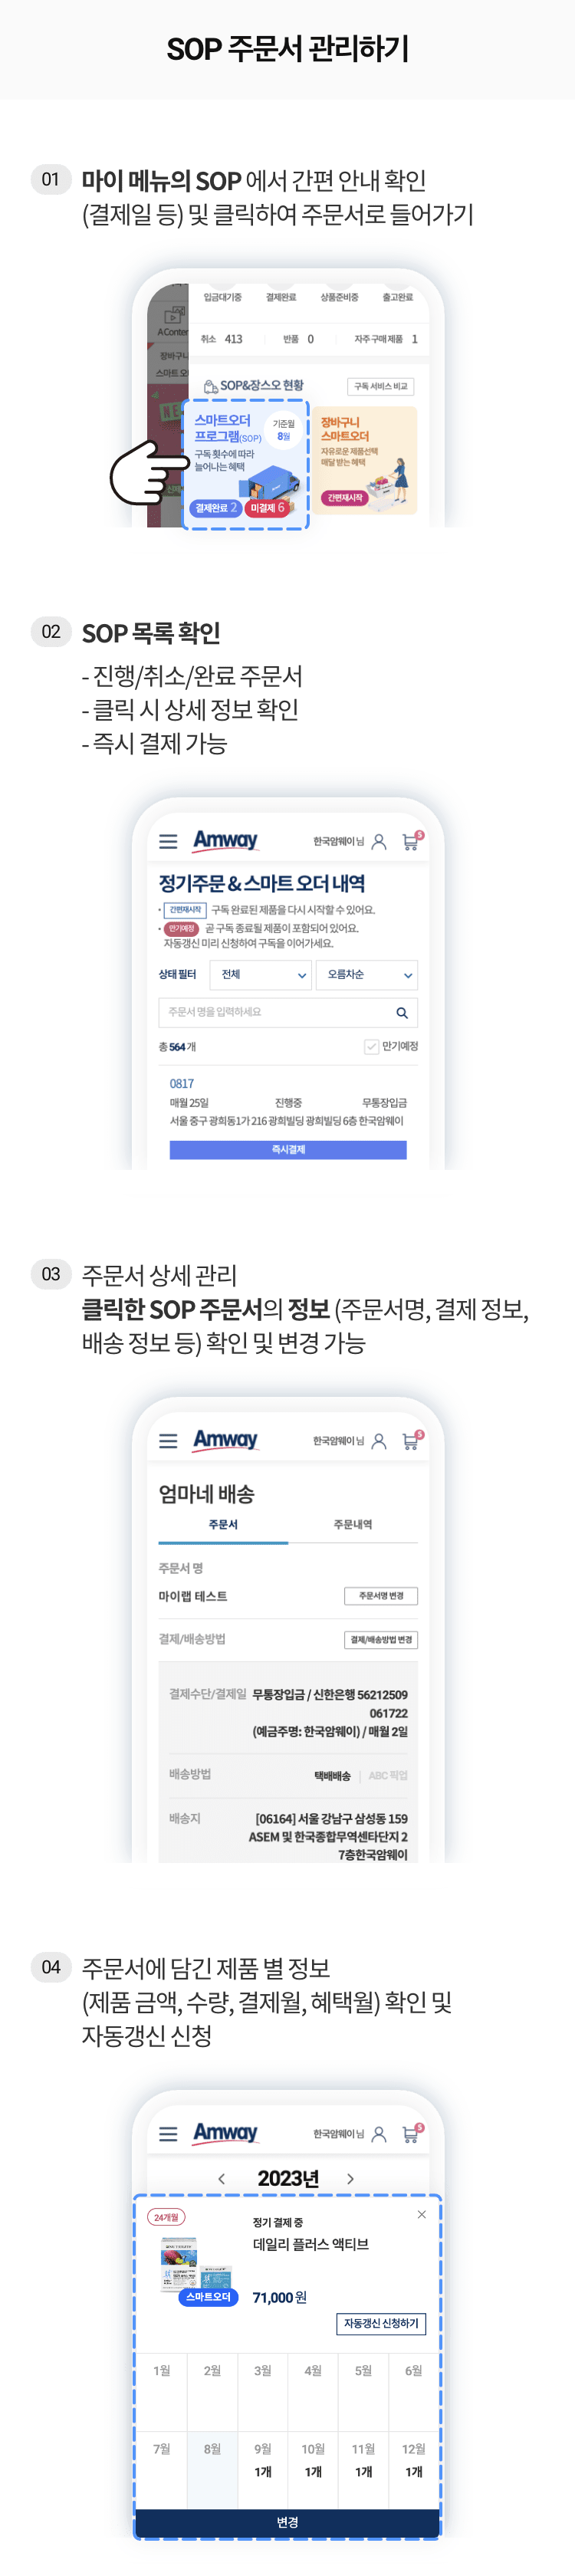 SOP 주문서 관리하기
01 마이 메뉴의 SOP 에서 간편 안내 확인
(결제일 등) 및 클릭하여 주문서로 들어가기
입금대기중 결제완료 상품준비중 출고완료
취소 413 반품 0 자주 구매 제품 1
A Conter
장바구니
스마트 오
SOP&장스오 현황 구독 서비스 비교
스마트오더
프로그램(SOP)
기준월
8월
구독 횟수에 따라
늘어나는 혜택
결제완료 2 미결제 6
장바구니
스마트오더
자유로운 제품선택
매달 받는 혜택
간편재시작
02 SOP 목록 확인
- 진행/취소/완료 주문서
- 클릭 시 상세 정보 확인
- 즉시 결제 가능
Amway 한국암웨이 님 5
정기주문 & 스마트 오더 내역
• 간편재시작 구독 완료된 제품을 다시 시작할 수 있어요.
• 만기예정 곧 구독 종료될 제품이 포함되어 있어요.
자동갱신 미리 신청하여 구독을 이어가세요.
상태 필터 전체 오름차순
주문서 명을 입력하세요
총 564 개 만기예정
0817
매월 25일 진행중 무통장입금
서울 중구 광희동1가 216 광희빌딩 광희빌딩 6층 한국암웨이
즉시결제
03 주문서 상세 관리
클릭한 SOP 주문서의 정보 (주문서명, 결제 정보,
배송 정보 등) 확인 및 변경 가능
Amway 한국암웨이 님 5
엄마네 배송
주문서 주문내역
주문서 명
마이랩 테스트 주문서명 변경
결제/배송방법 결제/배송방법 변경
결제수단/결제일 무통장입금 / 신한은행 56212509
061722
(예금주명: 한국암웨이) / 매월 2일
배송방법 택배배송 | ABC 픽업
배송지 [06164] 서울 강남구 삼성동 159
ASEM 및 한국종합무역센타단지 2
7층한국암웨이
04 주문서에 담긴 제품 별 정보
(제품 금액, 수량, 결제월, 혜택월) 확인 및
자동갱신 신청
Amway 한국암웨이 님 5
2023년
24개월
정기 결제 중
데일리 플러스 액티브
스마트오더 71,000 원
자동갱신 신청하기
1월 2월 3월 4월 5월 6월
7월 8월 9월 10월 11월 12월
1개 1개 1개 1개
변경